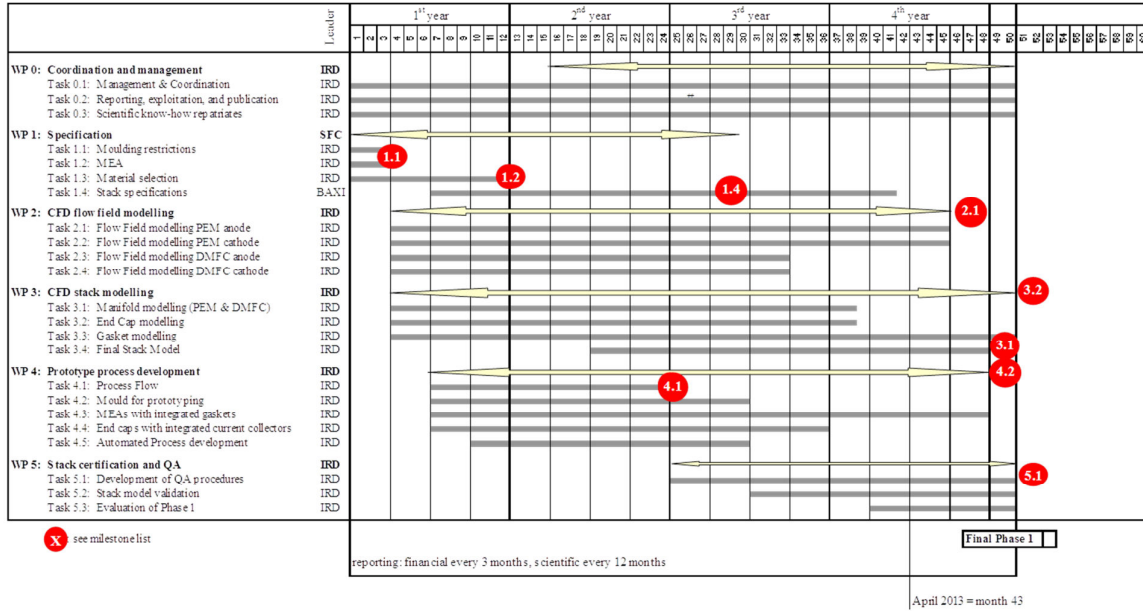 Leader
1st year 2nd year 3rd year 4th year
1 2 3 4 5 6 7 8 9 10 11 12 13 14 15 16 17 18 19 20 21 22 23 24 25 26 27 28 29 30 31 32 33 34 35 36 37 38 39 40 41 42 43 44 45 46 47 48 49 50 51 52 53 54 55 56 57 58 59
WP 0: Coordination and management IRD
Task 0.1: Management & Coordination IRD
Task 0.2: Reporting, exploitation, and publication IRD
Task 0.3: Scientific know-how repatriates IRD
WP 1: Specification SFC
Task 1.1: Moulding restrictions IRD
1.1
Task 1.2: MEA IRD
Task 1.3: Material selection IRD 1.2
Task 1.4: Stack specifications BAXI 1.4
WP 2: CFD flow field modelling IRD 2.1
Task 2.1: Flow Field modelling PEM anode IRD
Task 2.2: Flow Field modelling PEM cathode IRD
Task 2.3: Flow Field modelling DMFC anode IRD
Task 2.4: Flow Field modelling DMFC cathode IRD
WP 3: CFD stack modelling IRD 3.2
Task 3.1: Manifold modelling (PEM & DMFC) IRD
Task 3.2: End Cap modelling IRD
Task 3.3: Gasket modelling IRD
Task 3.4: Final Stack Model IRD 3.1
WP 4: Prototype process development IRD 4.2
Task 4.1: Process Flow IRD 4.1
Task 4.2: Mould for prototyping IRD
Task 4.3: MEAs with integrated gaskets IRD
Task 4.4: End caps with integrated current collectors IRD
Task 4.5: Automated Process development IRD
WP 5: Stack certification and QA IRD
Task 5.1: Development of QA procedures IRD 5.1
Task 5.2: Stack model validation IRD
Task 5.3: Evaluation of Phase 1 IRD
X see milestone list
Final Phase 1
reporting: financial every 3 months, scientific every 12 months
April 2013 = month 43